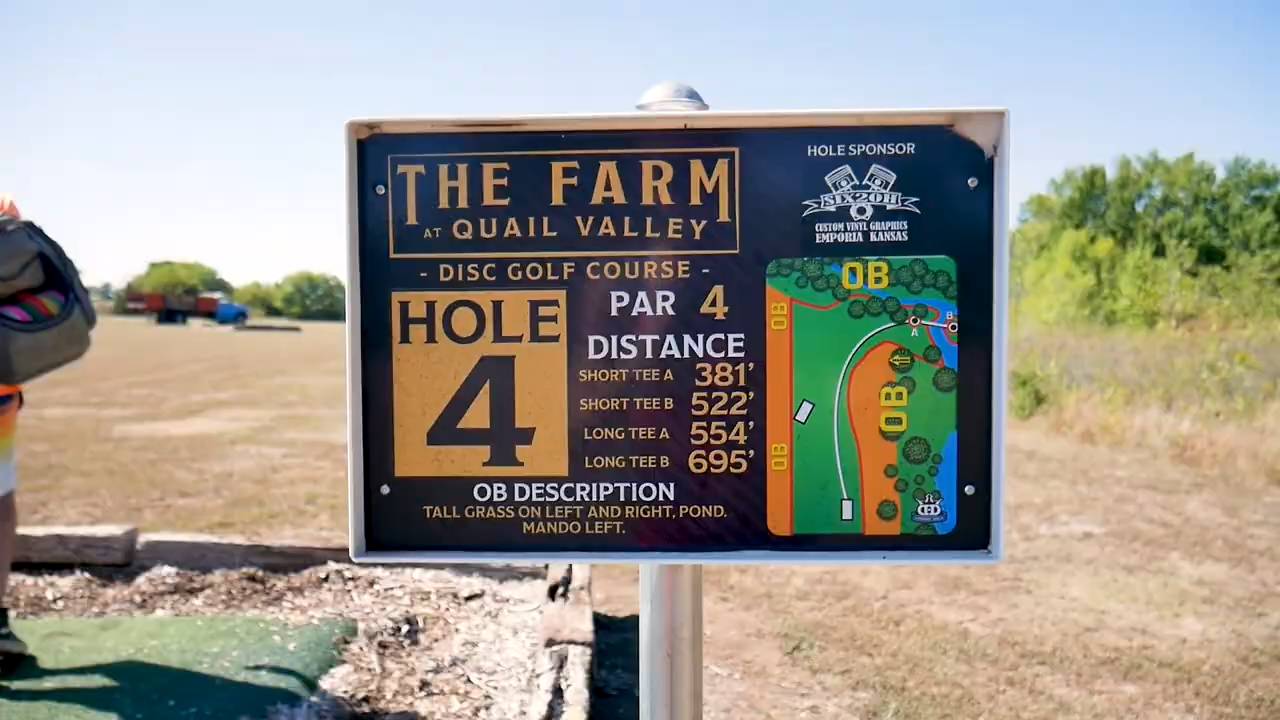 THE FARM
AT QUAIL VALLEY
- DISC GOLF COURSE -
HOLE
4
PAR 4
DISTANCE
SHORT TEE A 381'
SHORT TEE B 522'
LONG TEE A 554'
LONG TEE B 695'
OB DESCRIPTION
TALL GRASS ON LEFT AND RIGHT, POND.
MANDO LEFT.
HOLE SPONSOR
SIX20H
CUSTOM VINYL GRAPHICS
EMPORIA KANSAS
OB
OB
A
B
OB
OB
DD